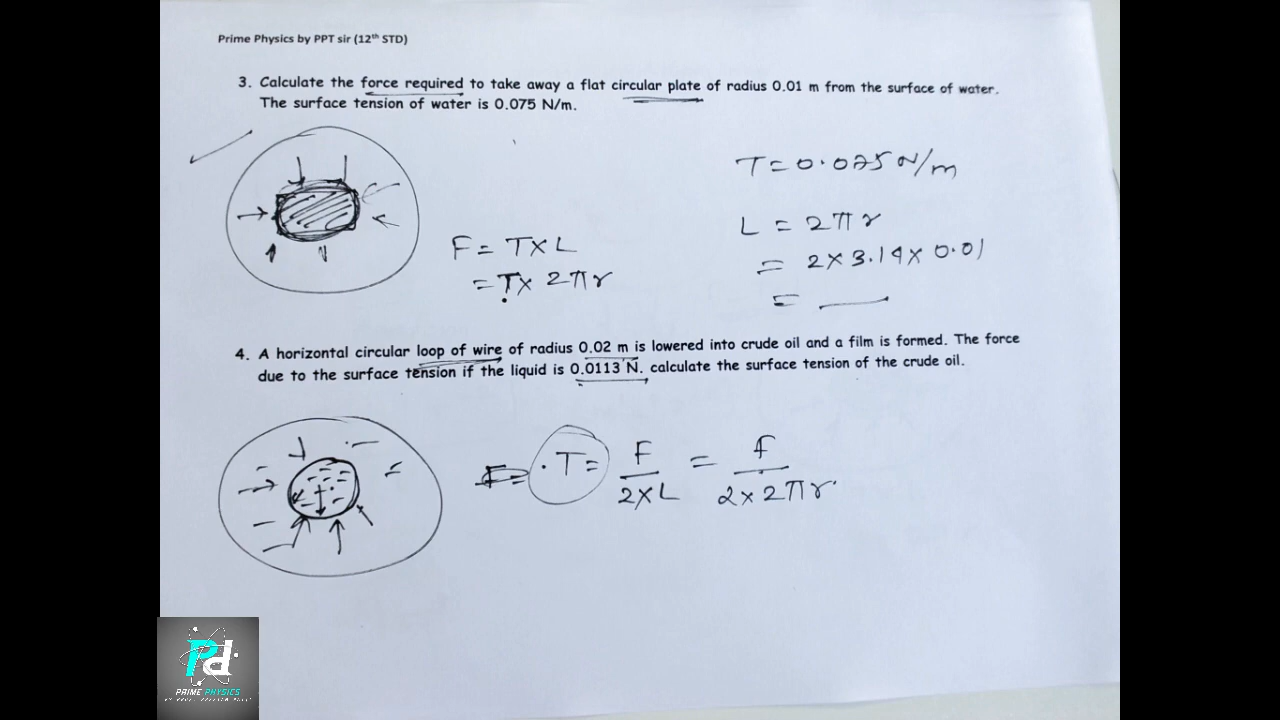 Prime Physics by PPT sir (12th STD)
3. Calculate the force required to take away a flat circular plate of radius 0.01 m from the surface of water.
The surface tension of water is 0.075 N/m.
T = 0.075 N/m
L = 2πr
= 2 × 3.14 × 0.01
=
F = T × L
= T × 2πr
4. A horizontal circular loop of wire of radius 0.02 m is lowered into crude oil and a film is formed. The force
due to the surface tension if the liquid is 0.0113 N. calculate the surface tension of the crude oil.
T = F / 2×L = f / 2×2πr
Pd
PRIME PHYSICS